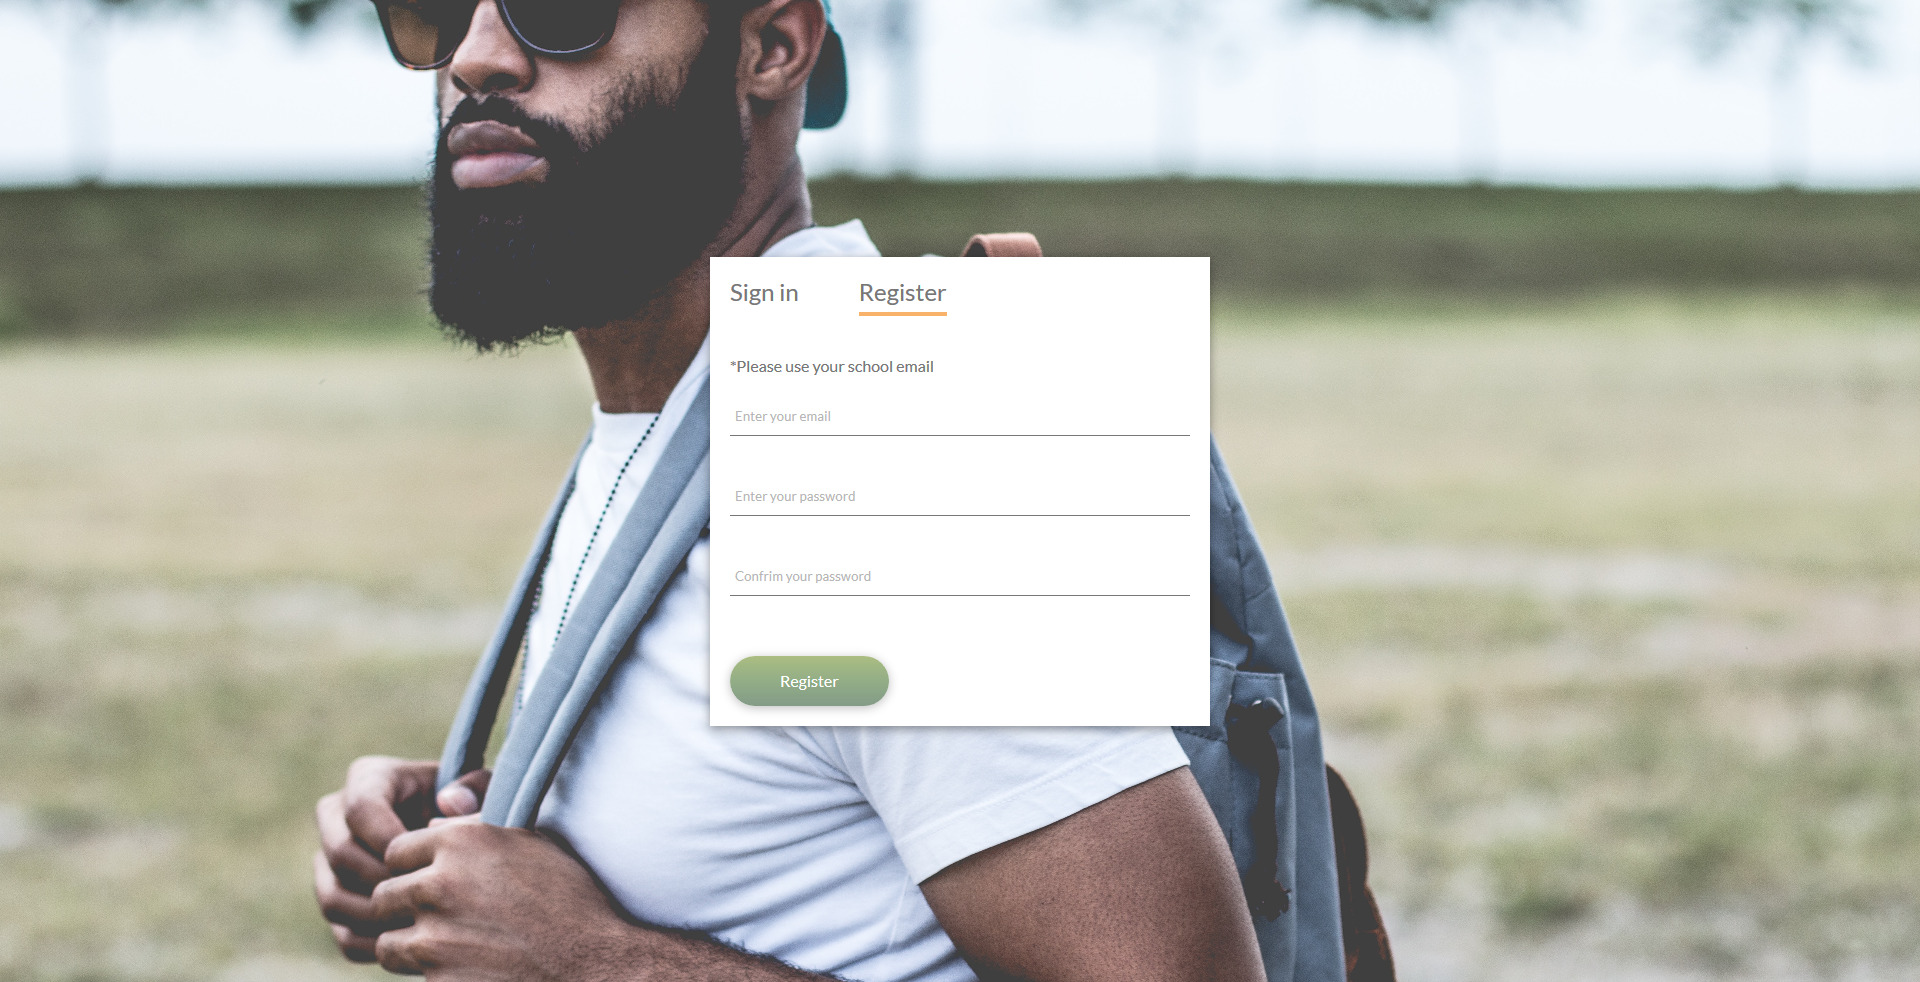 Sign in
Register
*Please use your school email
Enter your email
Enter your password
Confrim your password
Register